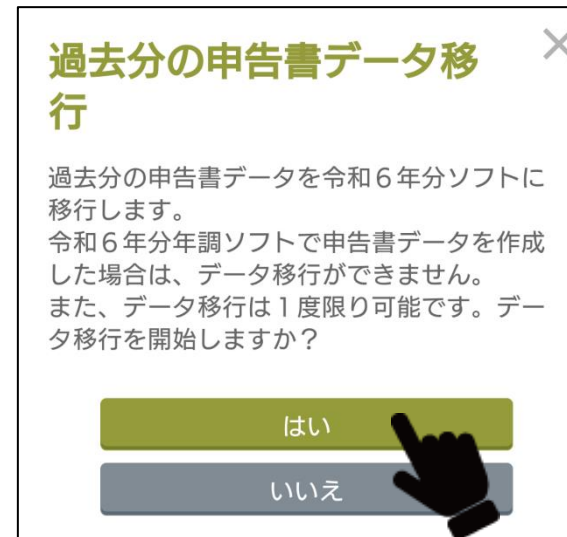 過去分の申告書データ移
行
過去分の申告書データを令和６年分ソフトに
移行します。
令和６年分年調ソフトで申告書データを作成
した場合は、データ移行ができません。
また、データ移行は１度限り可能です。デー
タ移行を開始しますか？
はい
いいえ